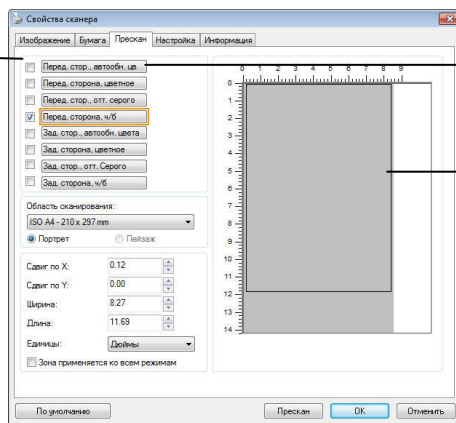 Свойства сканера
Изображение Бумага Прескан Настройка Информация
Перед. стор., автообн. цв
Перед. сторона, цветное
Перед. стор., отт. серого
Перед. сторона, ч/б
Зад. стор., автообн. цвета
Зад. сторона, цветное
Зад. стор., отт. Серого
Зад. сторона, ч/б
Область сканирования:
ISO A4 - 210 x 297 mm
Портрет Пейзаж
Сдвиг по X: 0.12
Сдвиг по Y: 0.00
Ширина: 8.27
Длина: 11.69
Единицы: Дюймы
Зона применяется ко всем режимам
0 1 2 3 4 5 6 7 8 9
0
1
2
3
4
5
6
7
8
9
10
11
12
13
14
По умолчанию Прескан OK Отменить